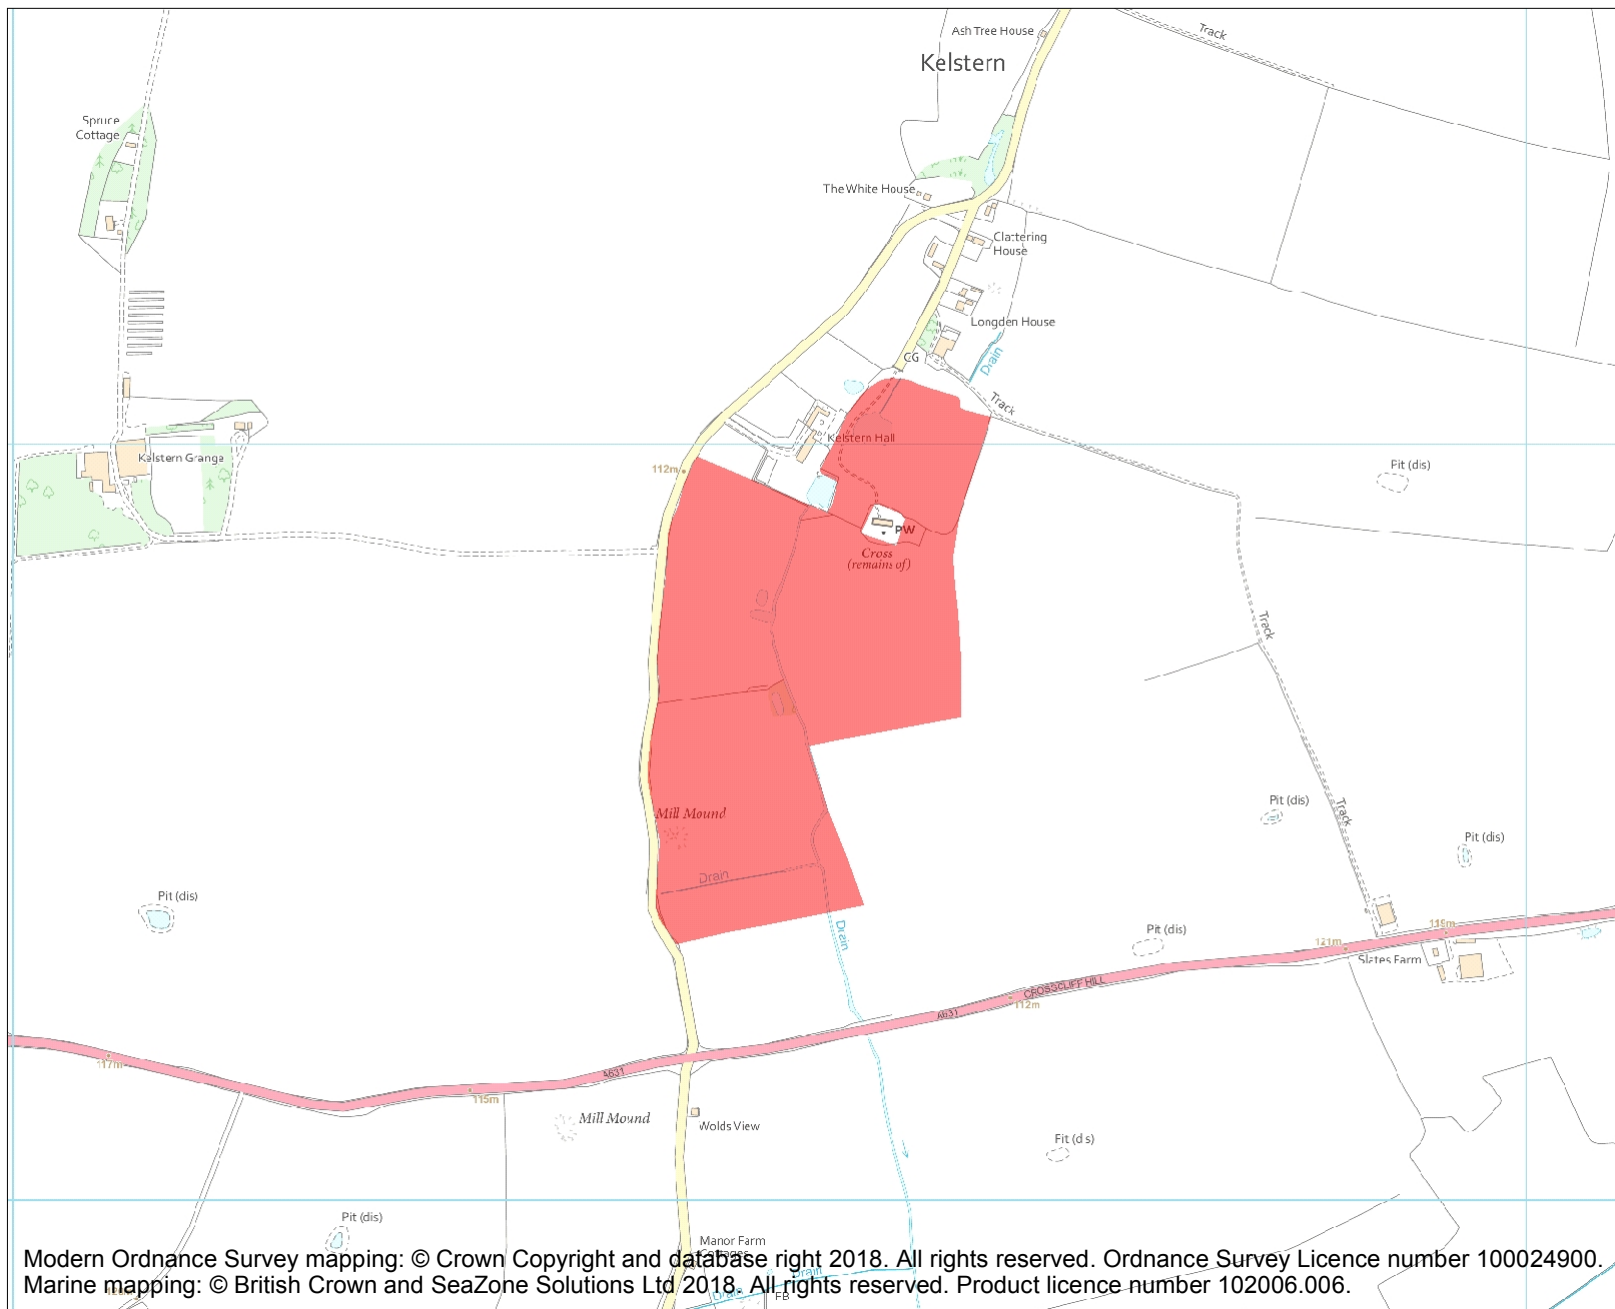 Ash Tree House
Kelstern
Track
Spruce
Cottage
The White House
Clattering
House
Longden House
CG
Drain
Track
Kelstern Hall
Kelstern Grange
112m
Pit (dis)
PW
Cross
(remains of)
Track
Mill Mound
Pit (dis)
Track
Pit (dis)
Drain
Pit (dis)
Drain
Pit (dis)
119m
121m
Slates Farm
CROSSCLIFF HILL
112m
A631
117m
A631
115m
Mill Mound
Wolds View
Pit (dis)
Pit (dis)
Manor Farm
Cottages
Modern Ordnance Survey mapping: © Crown Copyright and database right 2018. All rights reserved. Ordnance Survey Licence number 100024900.
Marine mapping: © British Crown and SeaZone Solutions Ltd 2018. All rights reserved. Product licence number 102006.006.
Drain
Drain
FB